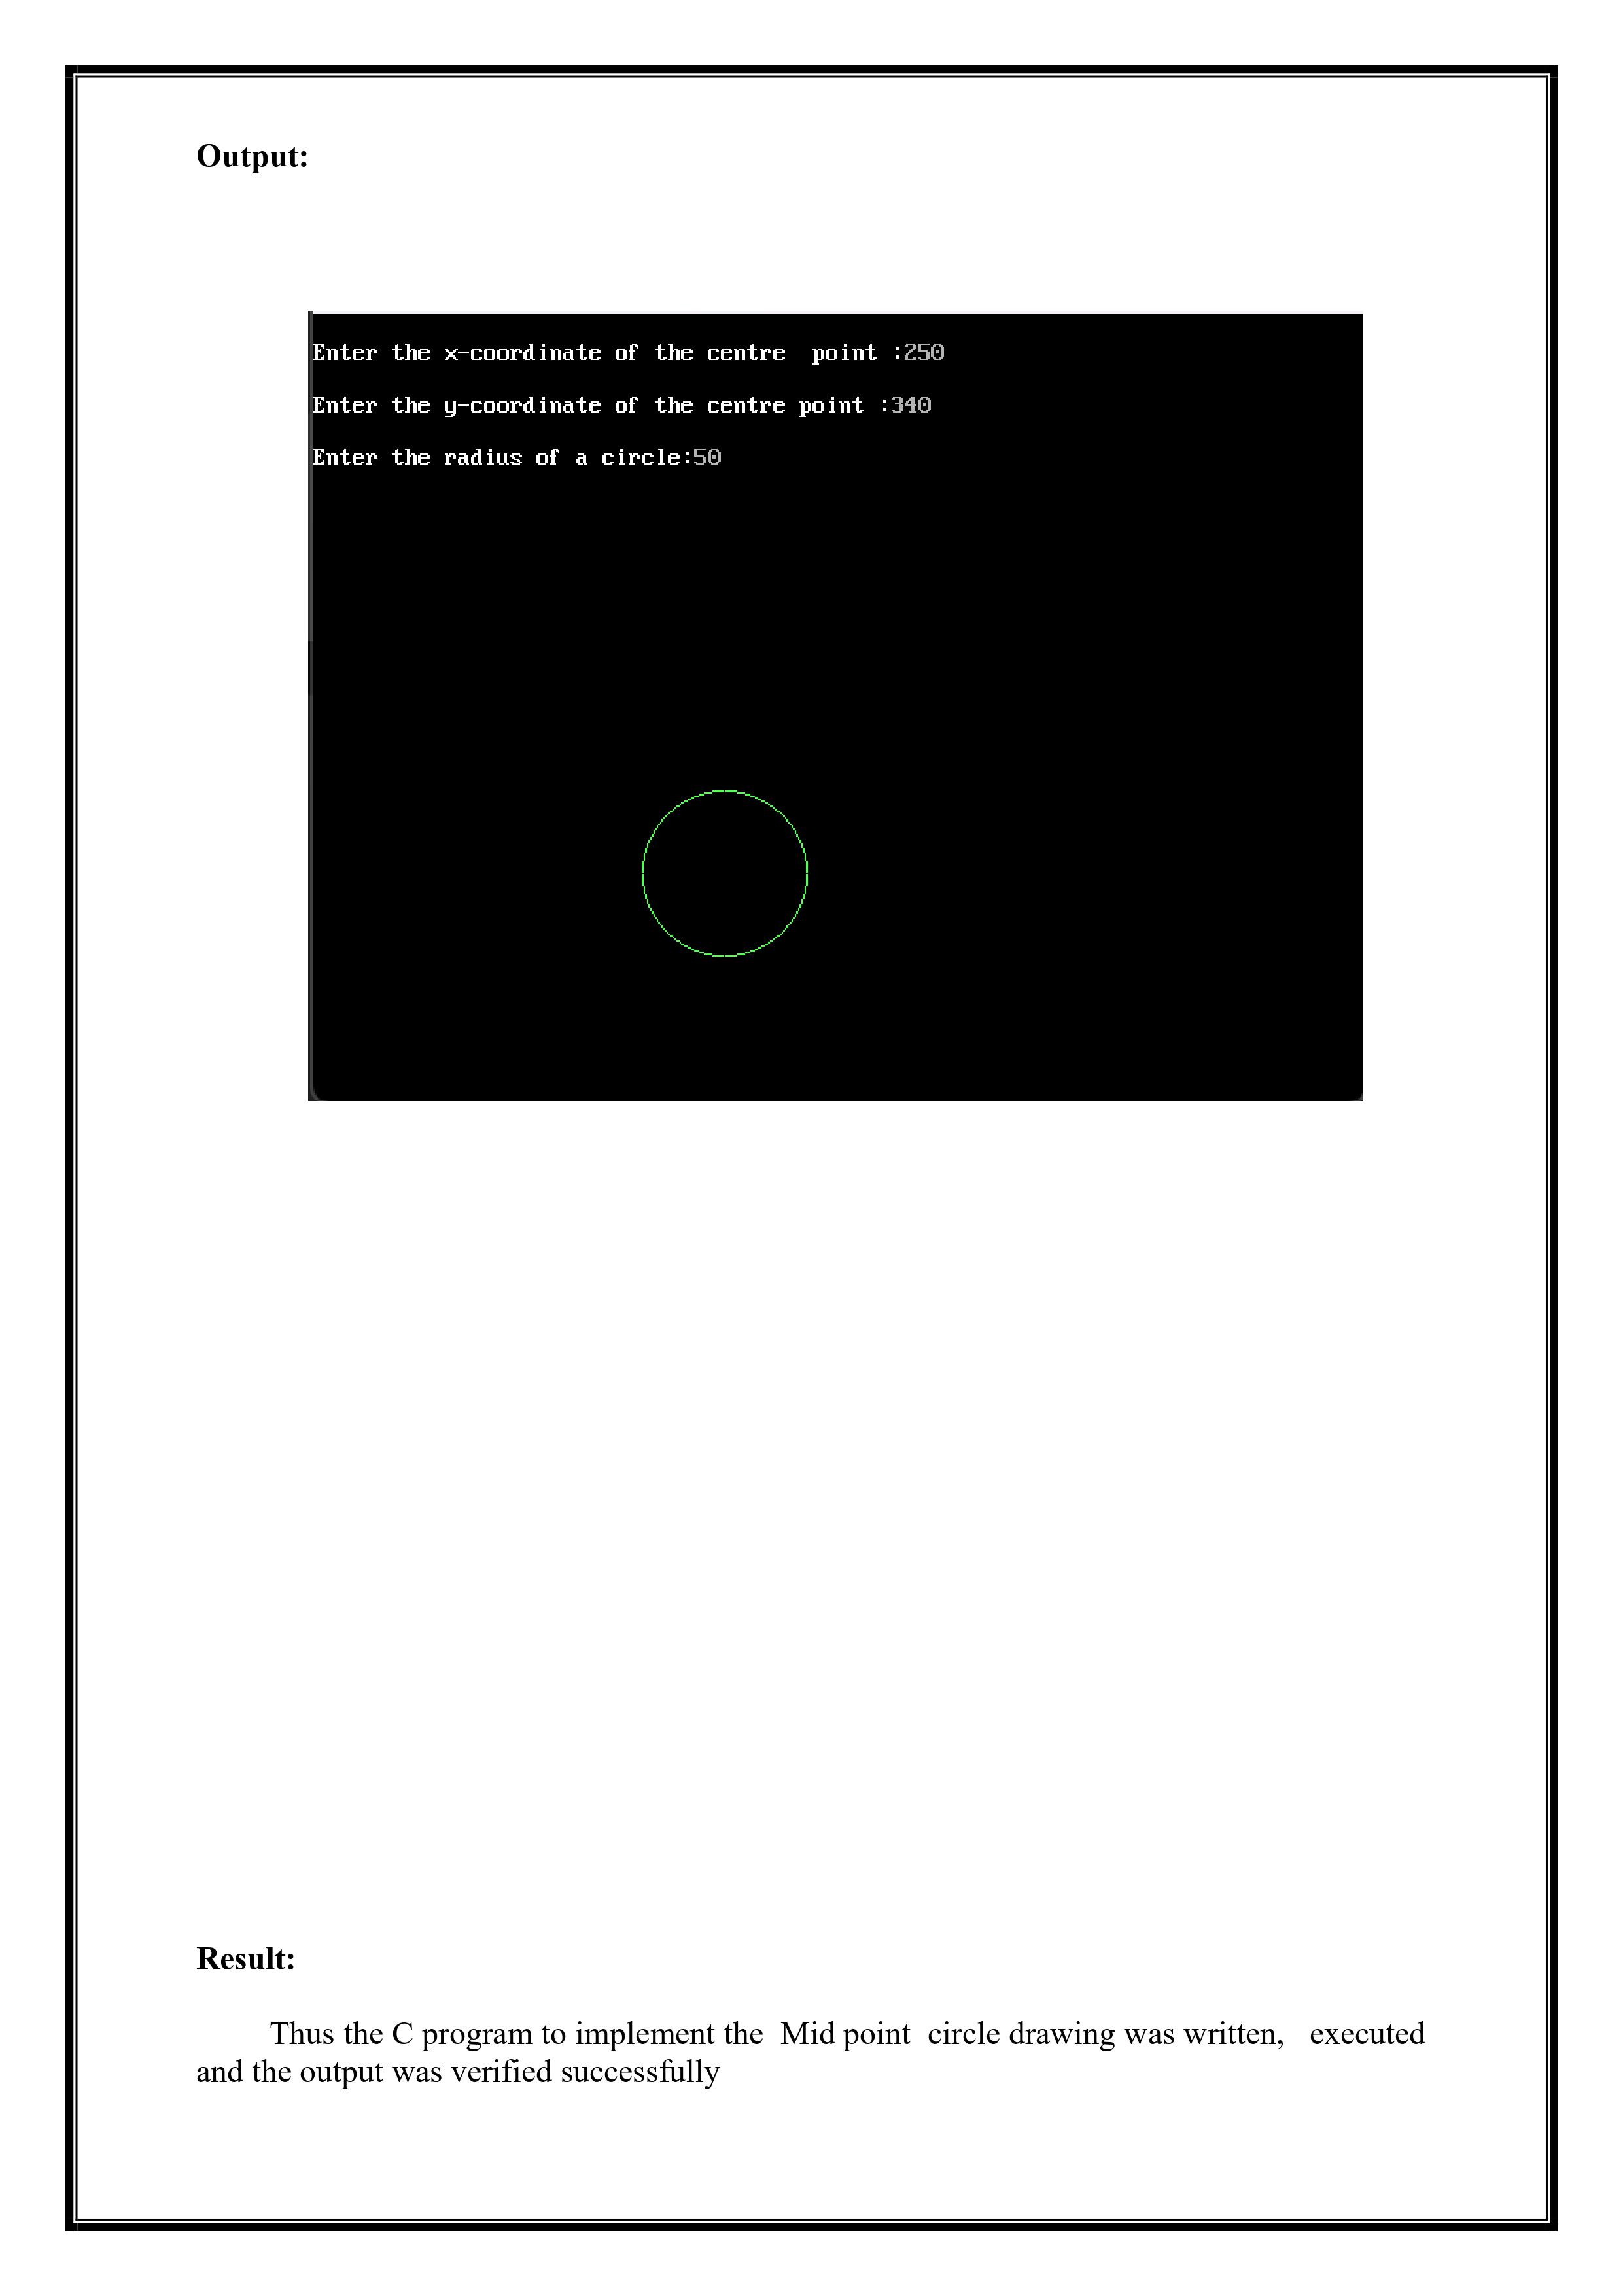 Output:
Enter the x-coordinate of the centre  point :250
Enter the y-coordinate of the centre point :340
Enter the radius of a circle:50
Result:
Thus the C program to implement the  Mid point  circle drawing was written,   executed
and the output was verified successfully